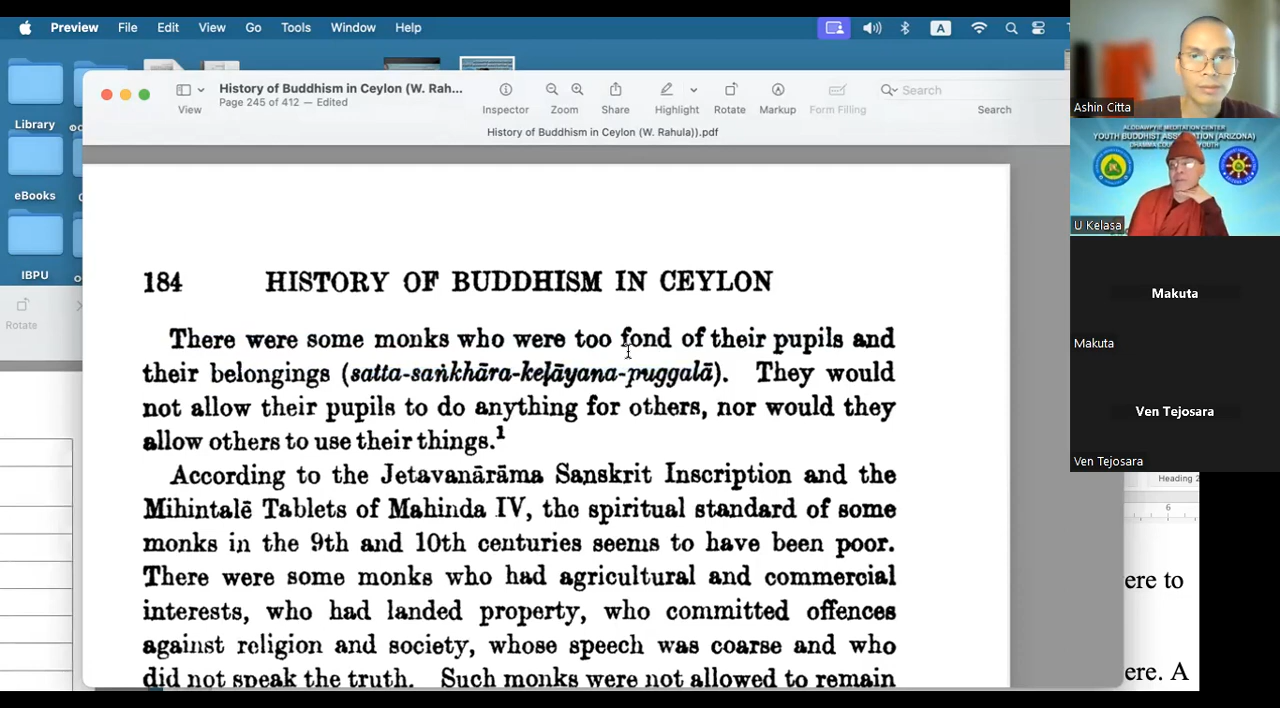 Preview File Edit View Go Tools Window Help
A
Library
eBooks
IBPU
Rotate
History of Buddhism in Ceylon (W. Rah...
Page 245 of 412 — Edited
View
Inspector
Zoom
Share
Highlight
Rotate
Markup
Form Filling
Search
Search
History of Buddhism in Ceylon (W. Rahula)).pdf
184 HISTORY OF BUDDHISM IN CEYLON
There were some monks who were too fond of their pupils and
their belongings (satta-saṅkhāra-keḷāyana-puggalā). They would
not allow their pupils to do anything for others, nor would they
allow others to use their things.¹
According to the Jetavanārāma Sanskrit Inscription and the
Mihintalē Tablets of Mahinda IV, the spiritual standard of some
monks in the 9th and 10th centuries seems to have been poor.
There were some monks who had agricultural and commercial
interests, who had landed property, who committed offences
against religion and society, whose speech was coarse and who
did not speak the truth. Such monks were not allowed to remain
Ashin Citta
YOUTH BUDDHIST ASSOCIATION (ARIZONA)
U Kelasa
Makuta
Makuta
Ven Tejosara
Ven Tejosara
Heading 2
6
ere to
ere. A